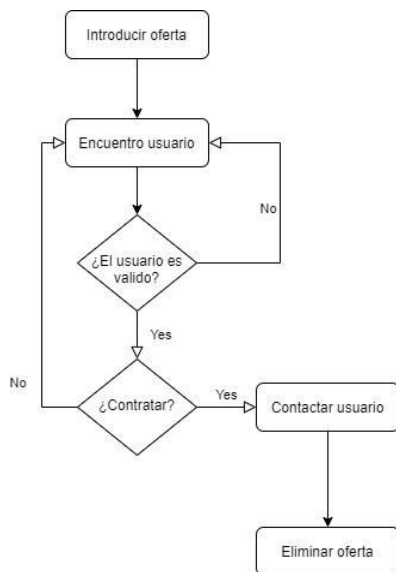 Introducir oferta
Encuentro usuario
No
¿El usuario es
valido?
Yes
No
¿Contratar?
Yes
Contactar usuario
Eliminar oferta